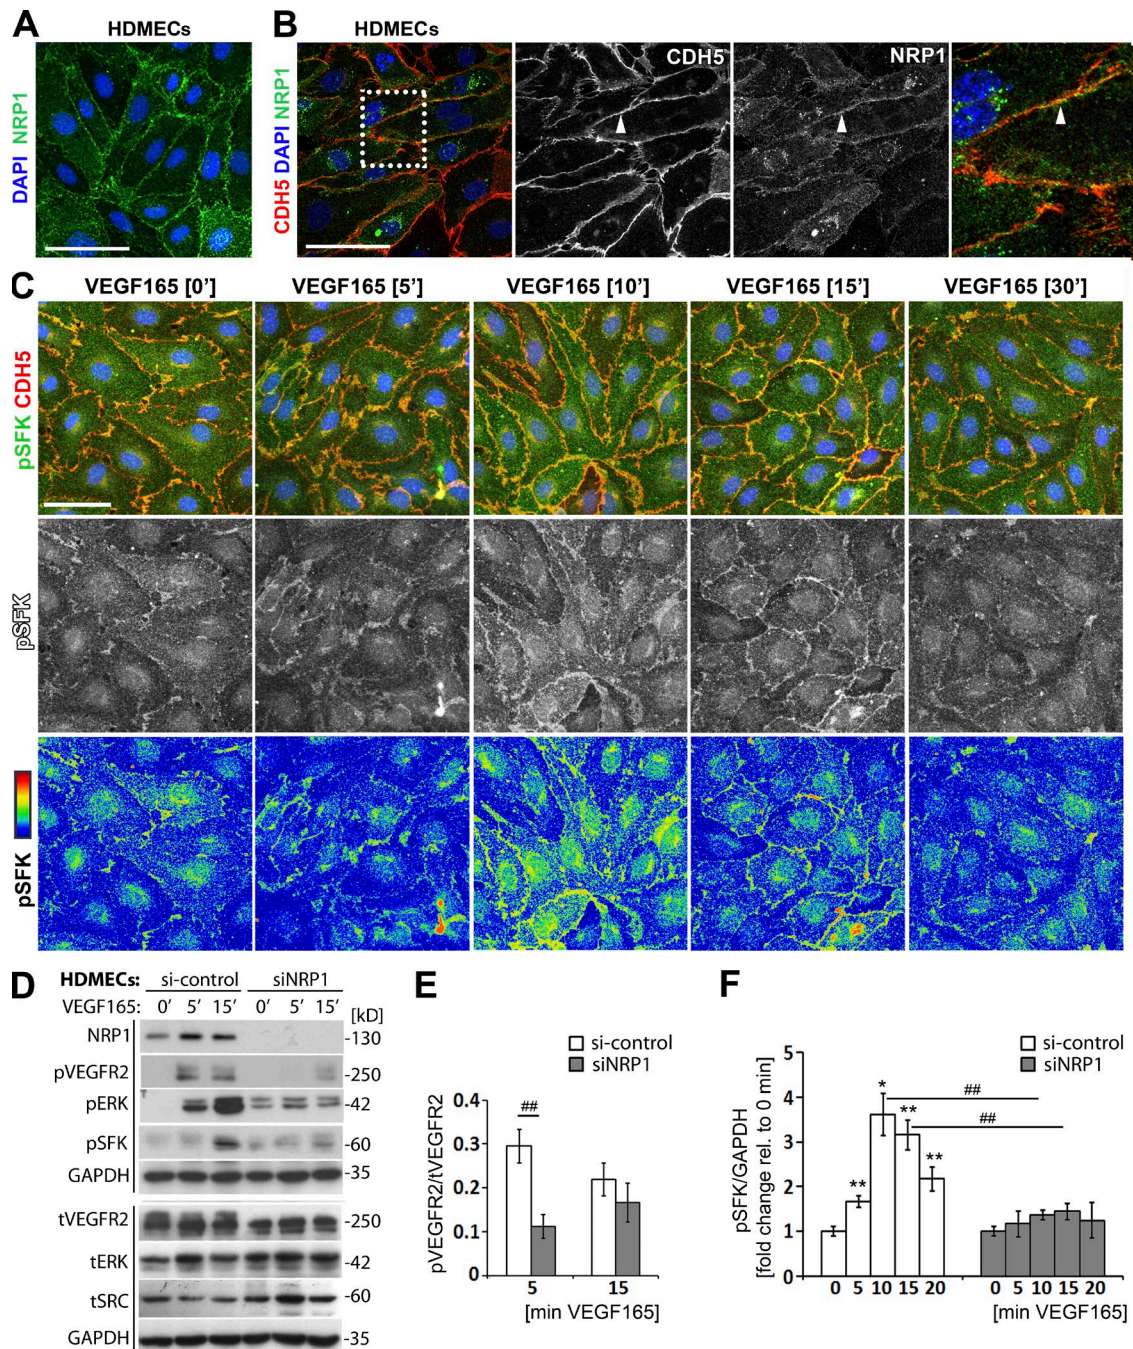 A HDMECs
DAPI NRP1
B HDMECs
CDH5 DAPI NRP1
CDH5
NRP1
C VEGF165 [0'] VEGF165 [5'] VEGF165 [10'] VEGF165 [15'] VEGF165 [30']
pSFK CDH5
pSFK
pSFK
D HDMECs: si-control siNRP1
VEGF165: 0' 5' 15' 0' 5' 15' [kD]
NRP1 -130
pVEGFR2 -250
pERK -42
pSFK -60
GAPDH -35
tVEGFR2 -250
tERK -42
tSRC -60
GAPDH -35
E
si-control
siNRP1
pVEGFR2/tVEGFR2
0.4
0.3
0.2
0.1
0
##
5 15
[min VEGF165]
F
si-control
siNRP1
pSFK/GAPDH
[fold change rel. to 0 min]
5
4
3
2
1
0
** * ** **
##
##
0 5 10 15 20 0 5 10 15 20
[min VEGF165]